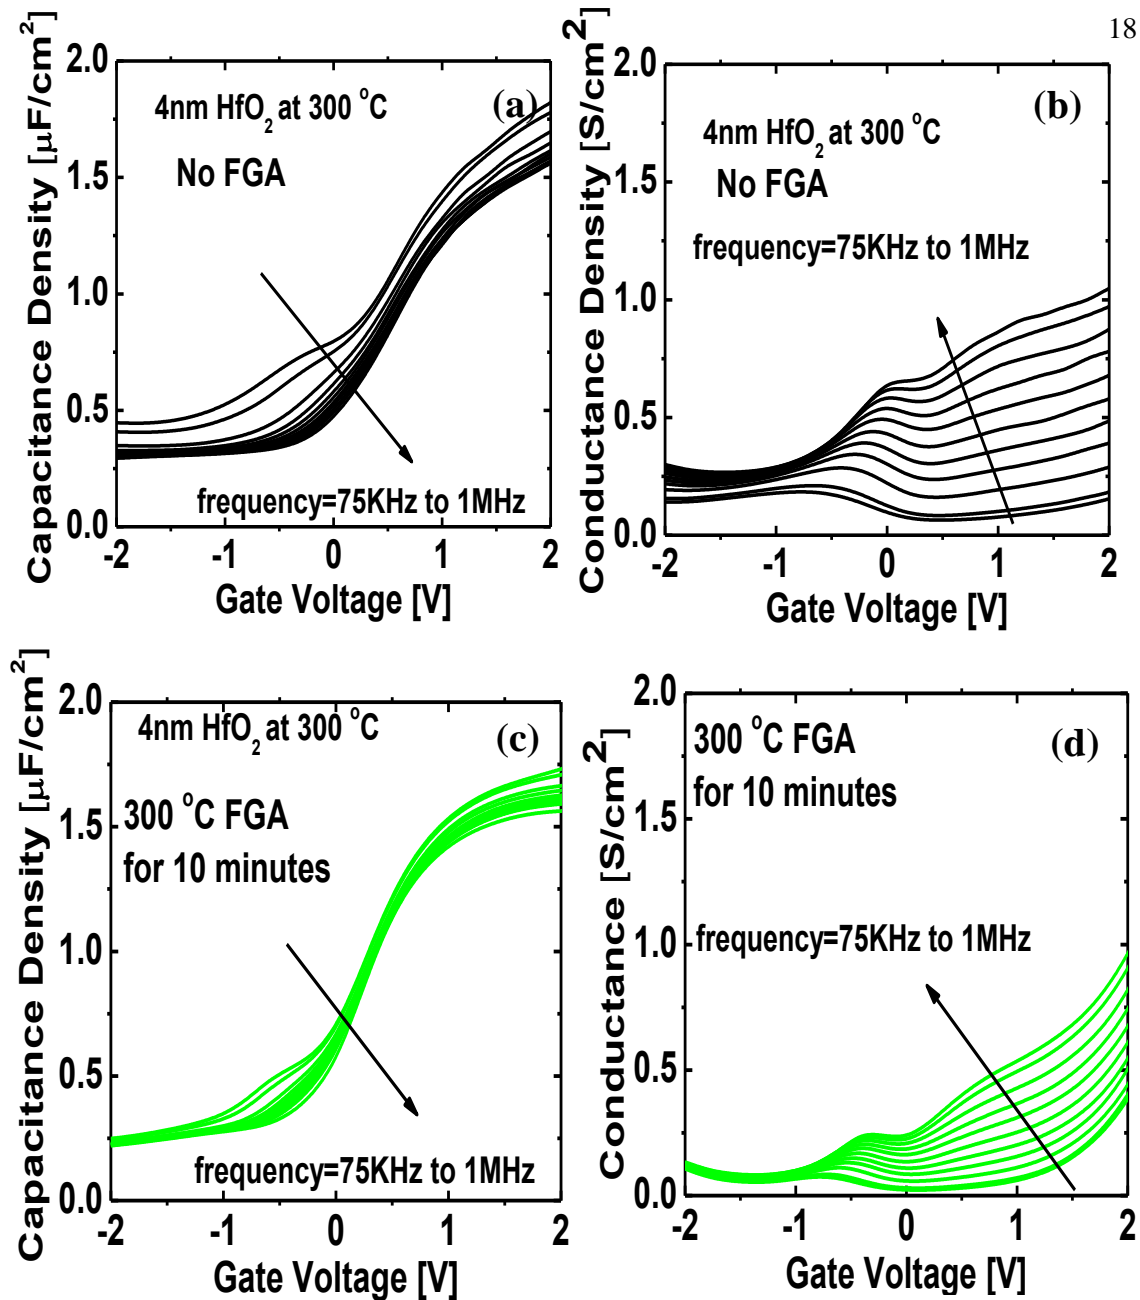 18
Capacitance Density [μF/cm²]
2.0
1.5
1.0
0.5
0.0
4nm HfO₂ at 300 °C
(a)
No FGA
frequency=75KHz to 1MHz
-2
-1
0
1
2
Gate Voltage [V]
Conductance Density [S/cm²]
2.0
1.5
1.0
0.5
0.0
(b)
4nm HfO₂ at 300 °C
No FGA
frequency=75KHz to 1MHz
-2
-1
0
1
2
Gate Voltage [V]
Capacitance Density [μF/cm²]
2.0
1.5
1.0
0.5
0.0
4nm HfO₂ at 300 °C
(c)
300 °C FGA
for 10 minutes
frequency=75KHz to 1MHz
-2
-1
0
1
2
Gate Voltage [V]
Conductance [S/cm²]
2.0
1.5
1.0
0.5
0.0
300 °C FGA
(d)
for 10 minutes
frequency=75KHz to 1MHz
-2
-1
0
1
2
Gate Voltage [V]